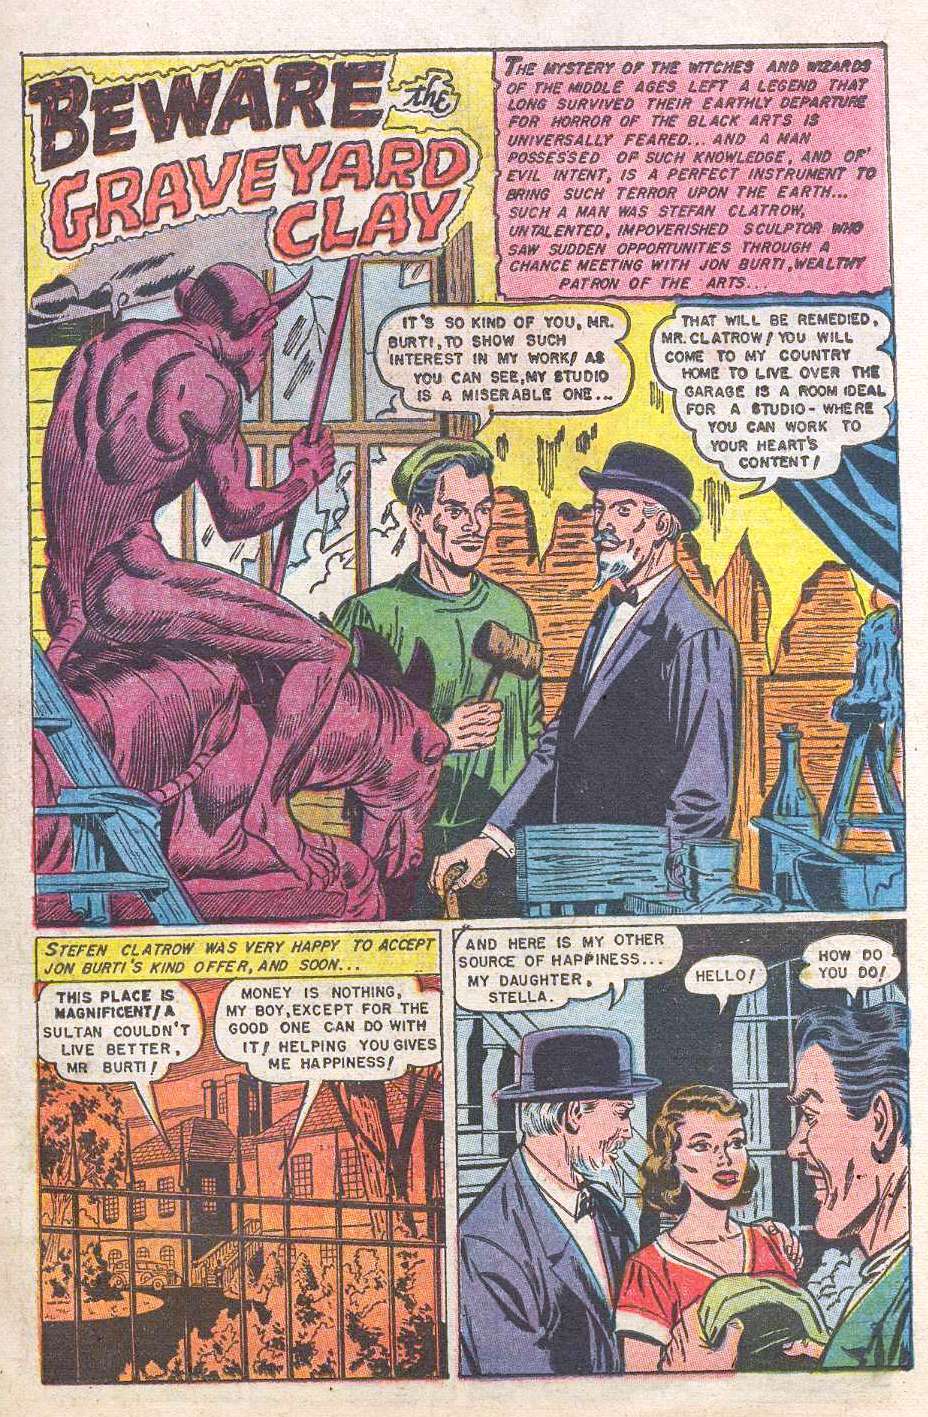 BEWARE the
GRAVEYARD
CLAY
THE MYSTERY OF THE WITCHES AND WIZARDS
OF THE MIDDLE AGES LEFT A LEGEND THAT
LONG SURVIVED THEIR EARTHLY DEPARTURE
FOR HORROR OF THE BLACK ARTS IS
UNIVERSALLY FEARED... AND A MAN
POSSESSED OF SUCH KNOWLEDGE, AND OF
EVIL INTENT, IS A PERFECT INSTRUMENT TO
BRING SUCH TERROR UPON THE EARTH...
SUCH A MAN WAS STEFAN CLATROW,
UNTALENTED, IMPOVERISHED SCULPTOR WHO
SAW SUDDEN OPPORTUNITIES THROUGH A
CHANCE MEETING WITH JON BURTI, WEALTHY
PATRON OF THE ARTS...
IT'S SO KIND OF YOU, MR.
BURTI, TO SHOW SUCH
INTEREST IN MY WORK! AS
YOU CAN SEE, MY STUDIO
IS A MISERABLE ONE...
THAT WILL BE REMEDIED,
MR. CLATROW! YOU WILL
COME TO MY COUNTRY
HOME TO LIVE OVER THE
GARAGE IS A ROOM IDEAL
FOR A STUDIO - WHERE
YOU CAN WORK TO
YOUR HEART'S
CONTENT!
STEFEN CLATROW WAS VERY HAPPY TO ACCEPT
JON BURTI'S KIND OFFER, AND SOON...
THIS PLACE IS
MAGNIFICENT! A
SULTAN COULDN'T
LIVE BETTER,
MR BURTI!
MONEY IS NOTHING,
MY BOY, EXCEPT FOR THE
GOOD ONE CAN DO WITH
IT! HELPING YOU GIVES
ME HAPPINESS!
AND HERE IS MY OTHER
SOURCE OF HAPPINESS...
MY DAUGHTER,
STELLA.
HELLO!
HOW DO
YOU DO!